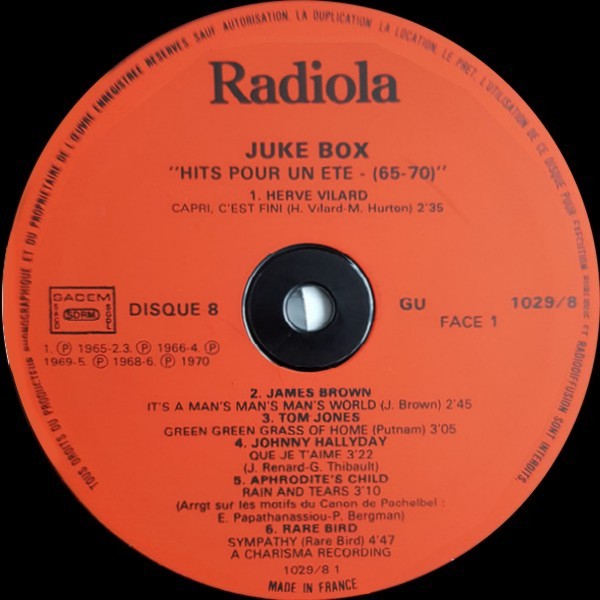 TOUS DROITS DU PRODUCTEUR PHONOGRAPHIQUE ET DU PROPRIETAIRE DE L'ŒUVRE ENREGISTREE RESERVES. SAUF AUTORISATION, LA DUPLICATION, LA LOCATION, LE PRET, L'UTILISATION DE CE DISQUE POUR EXECUTION PUBLIQUE ET RADIODIFFUSION SONT INTERDITS.
Radiola
JUKE BOX
"HITS POUR UN ETE - (65-70)"
1. HERVE VILARD
CAPRI, C'EST FINI (H. Vilard-M. Hurton) 2'35
SACEM
SACD SDRM SGDL
DISQUE 8
GU 1029/8
FACE 1
1. Ⓟ 1965-2.3. Ⓟ 1966-4. Ⓟ
1969-5. Ⓟ 1968-6. Ⓟ 1970
2. JAMES BROWN
IT'S A MAN'S MAN'S MAN'S WORLD (J. Brown) 2'45
3. TOM JONES
GREEN GREEN GRASS OF HOME (Putnam) 3'05
4. JOHNNY HALLYDAY
QUE JE T'AIME 3'22
(J. Renard-G. Thibault)
5. APHRODITE'S CHILD
RAIN AND TEARS 3'10
(Arrgt sur les motifs du Canon de Pachelbel :
E. Papathanassiou-P. Bergman)
6. RARE BIRD
SYMPATHY (Rare Bird) 4'47
A CHARISMA RECORDING
1029/8 1
MADE IN FRANCE